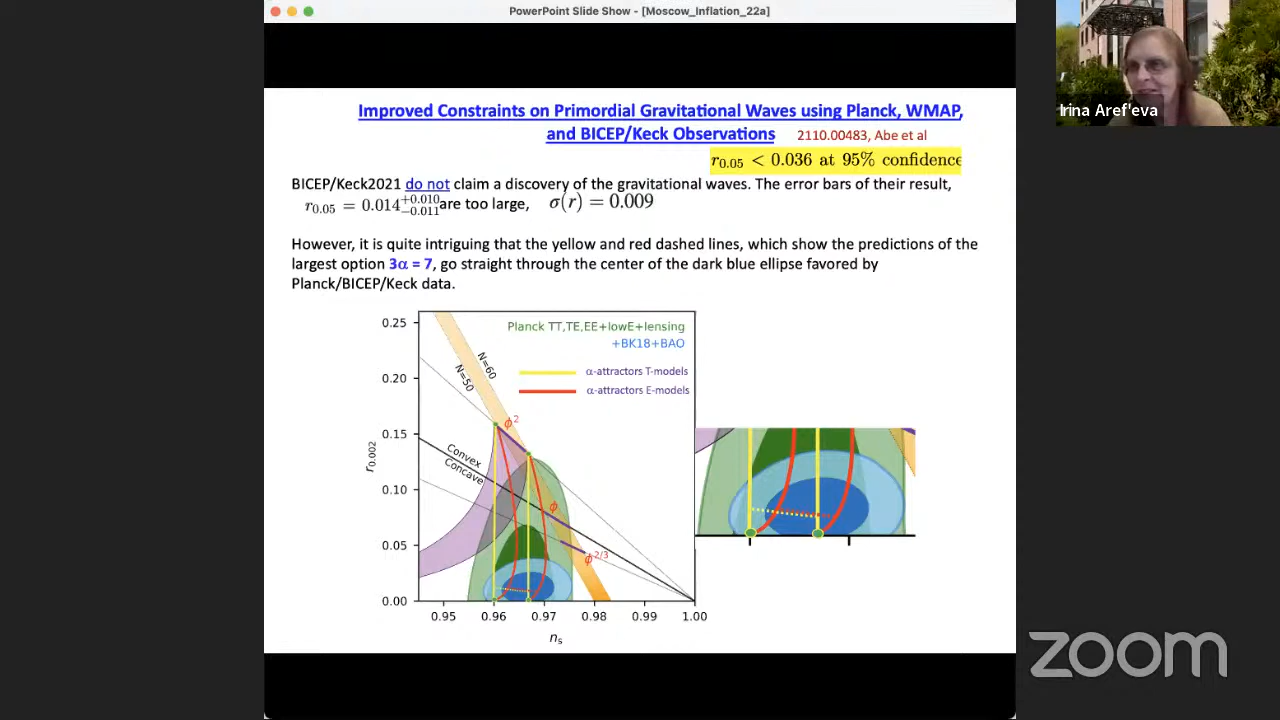 PowerPoint Slide Show - [Moscow_Inflation_22a]
Irina Aref'eva
Improved Constraints on Primordial Gravitational Waves using Planck, WMAP,
and BICEP/Keck Observations 2110.00483, Abe et al
r₀.₀₅ < 0.036 at 95% confidence
BICEP/Keck2021 do not claim a discovery of the gravitational waves. The error bars of their result,
r₀.₀₅ = 0.014⁺⁰·⁰¹⁰₋₀.₀₁₁ are too large, σ(r) = 0.009
However, it is quite intriguing that the yellow and red dashed lines, which show the predictions of the
largest option 3α = 7, go straight through the center of the dark blue ellipse favored by
Planck/BICEP/Keck data.
Planck TT,TE,EE+lowE+lensing
+BK18+BAO
α-attractors T-models
α-attractors E-models
N=60
N=50
ϕ²
Convex
Concave
ϕ
ϕ²ᐟ³
r₀.₀₀₂
0.25
0.20
0.15
0.10
0.05
0.00
0.95 0.96 0.97 0.98 0.99 1.00
nₛ
zoom